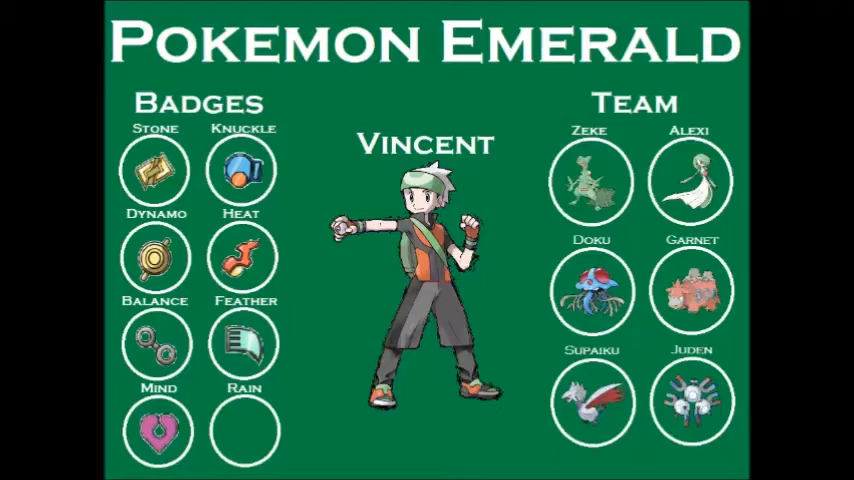 POKEMON EMERALD
BADGES
STONE KNUCKLE
DYNAMO HEAT
BALANCE FEATHER
MIND RAIN
VINCENT
TEAM
ZEKE ALEXI
DOKU GARNET
SUPAIKU JUDEN